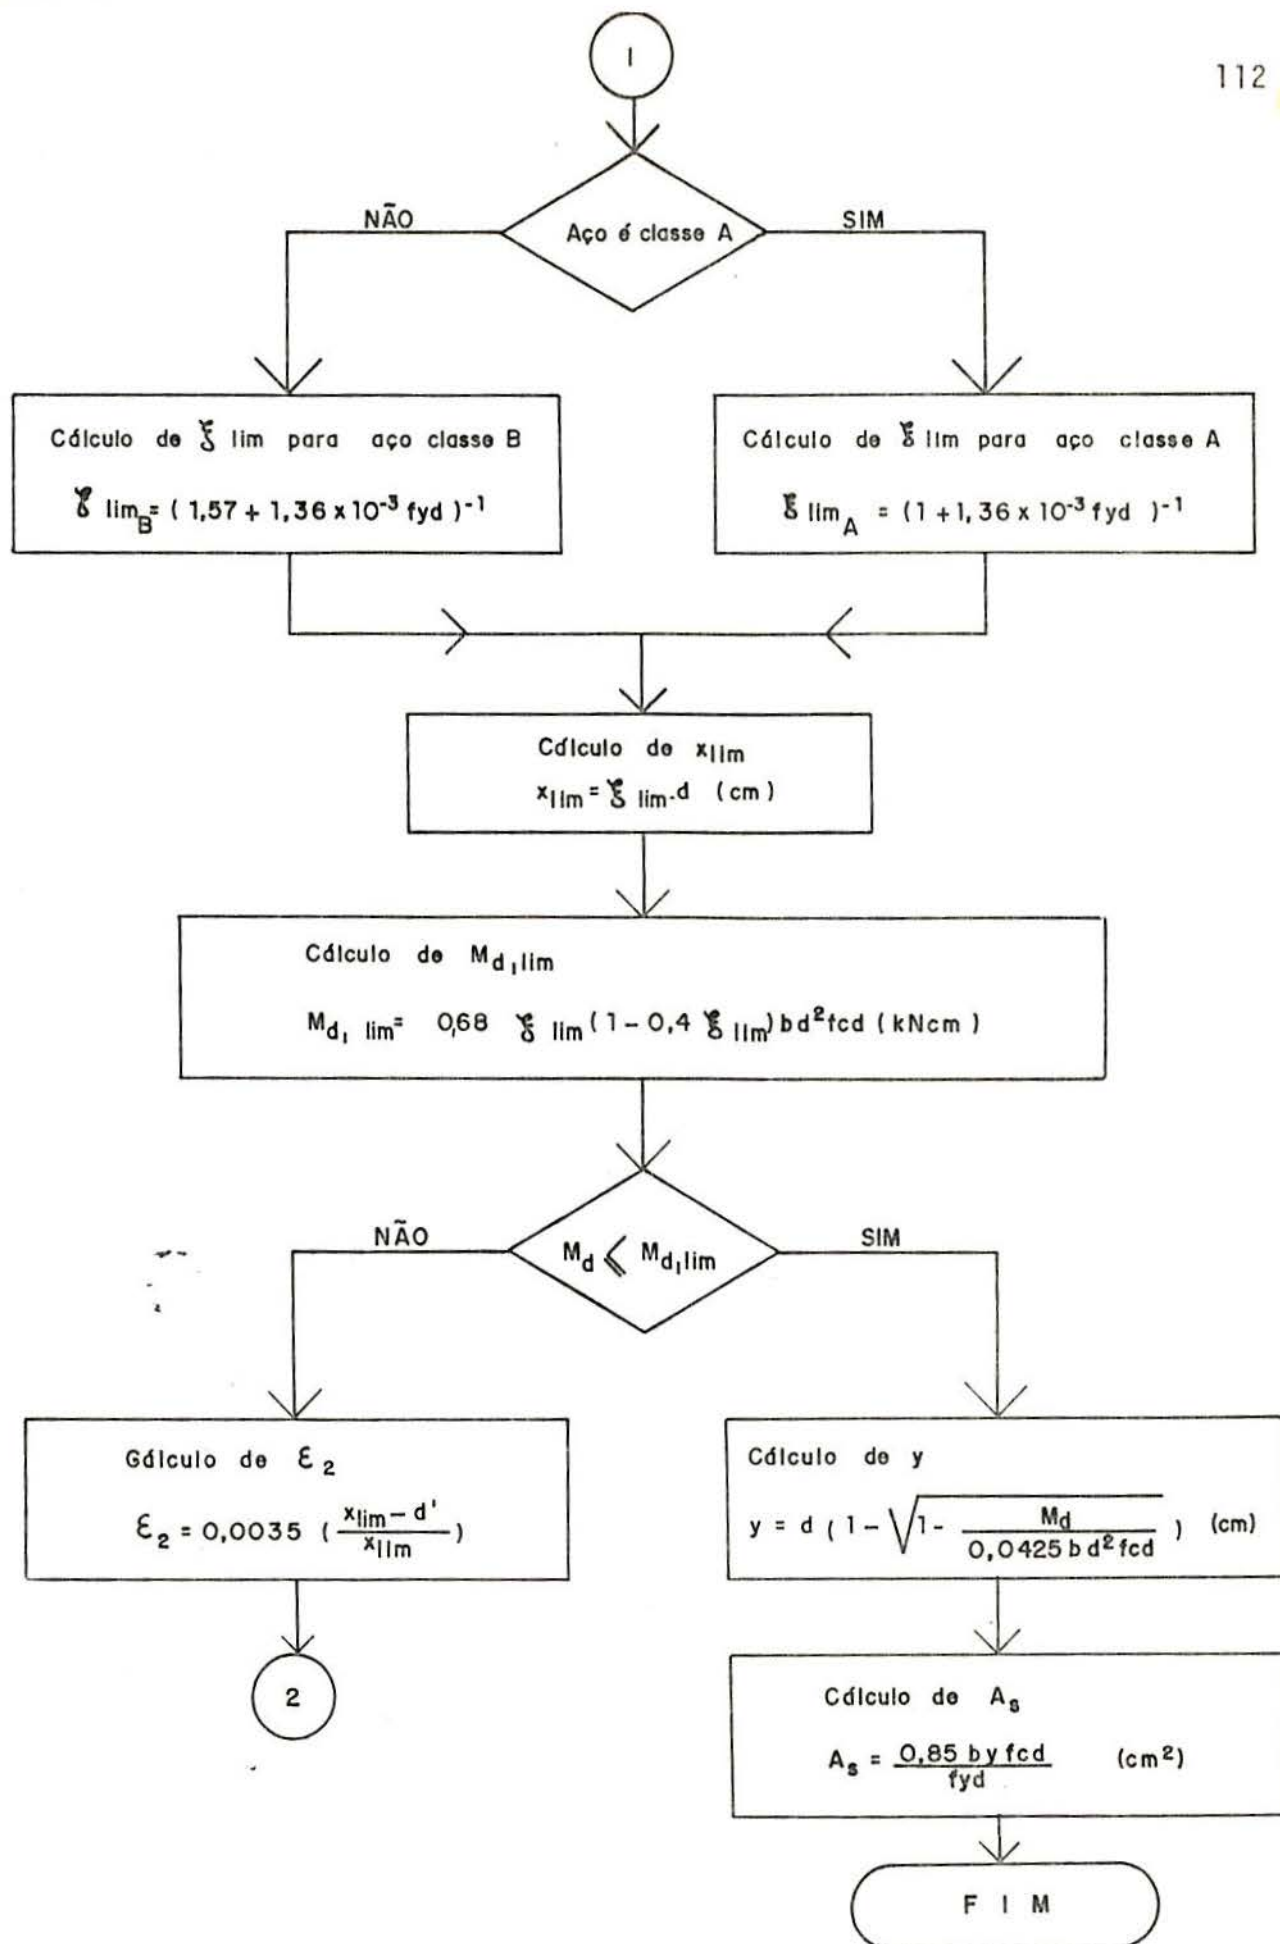 1
112
Aço é classe A
NÃO
SIM
Cálculo de ξ lim para aço classe B
ξ lim_B = ( 1,57 + 1,36 x 10⁻³ fyd )⁻¹
Cálculo de ξ lim para aço classe A
ξ lim_A = (1 + 1,36 x 10⁻³ fyd )⁻¹
Cálculo de x_lim
x_lim = ξ lim . d (cm)
Cálculo de M_d,lim
M_d, lim = 0,68 ξ lim (1 - 0,4 ξ lim) b d² fcd ( kNcm )
NÃO
M_d ⩽ M_d,lim
SIM
Gálculo de Ɛ₂
Ɛ₂ = 0,0035 ( (x_lim - d') / x_lim )
2
Cálculo de y
y = d ( 1 - √(1 - M_d / (0,0425 b d² fcd)) ) (cm)
Cálculo de A_s
A_s = 0,85 b y fcd / fyd (cm²)
F I M